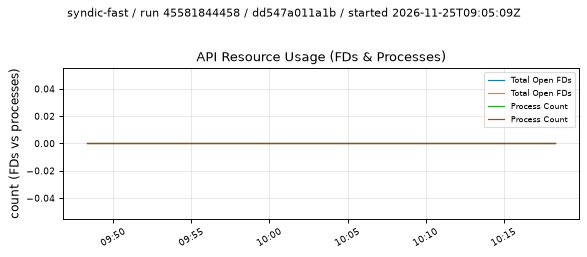 syndic-fast / run 45581844458 / dd547a011a1b / started 2026-11-25T09:05:09Z
API Resource Usage (FDs & Processes)
count (FDs vs processes)
0.04
0.02
0.00
−0.02
−0.04
Total Open FDs
Total Open FDs
Process Count
Process Count
09:50
09:55
10:00
10:05
10:10
10:15